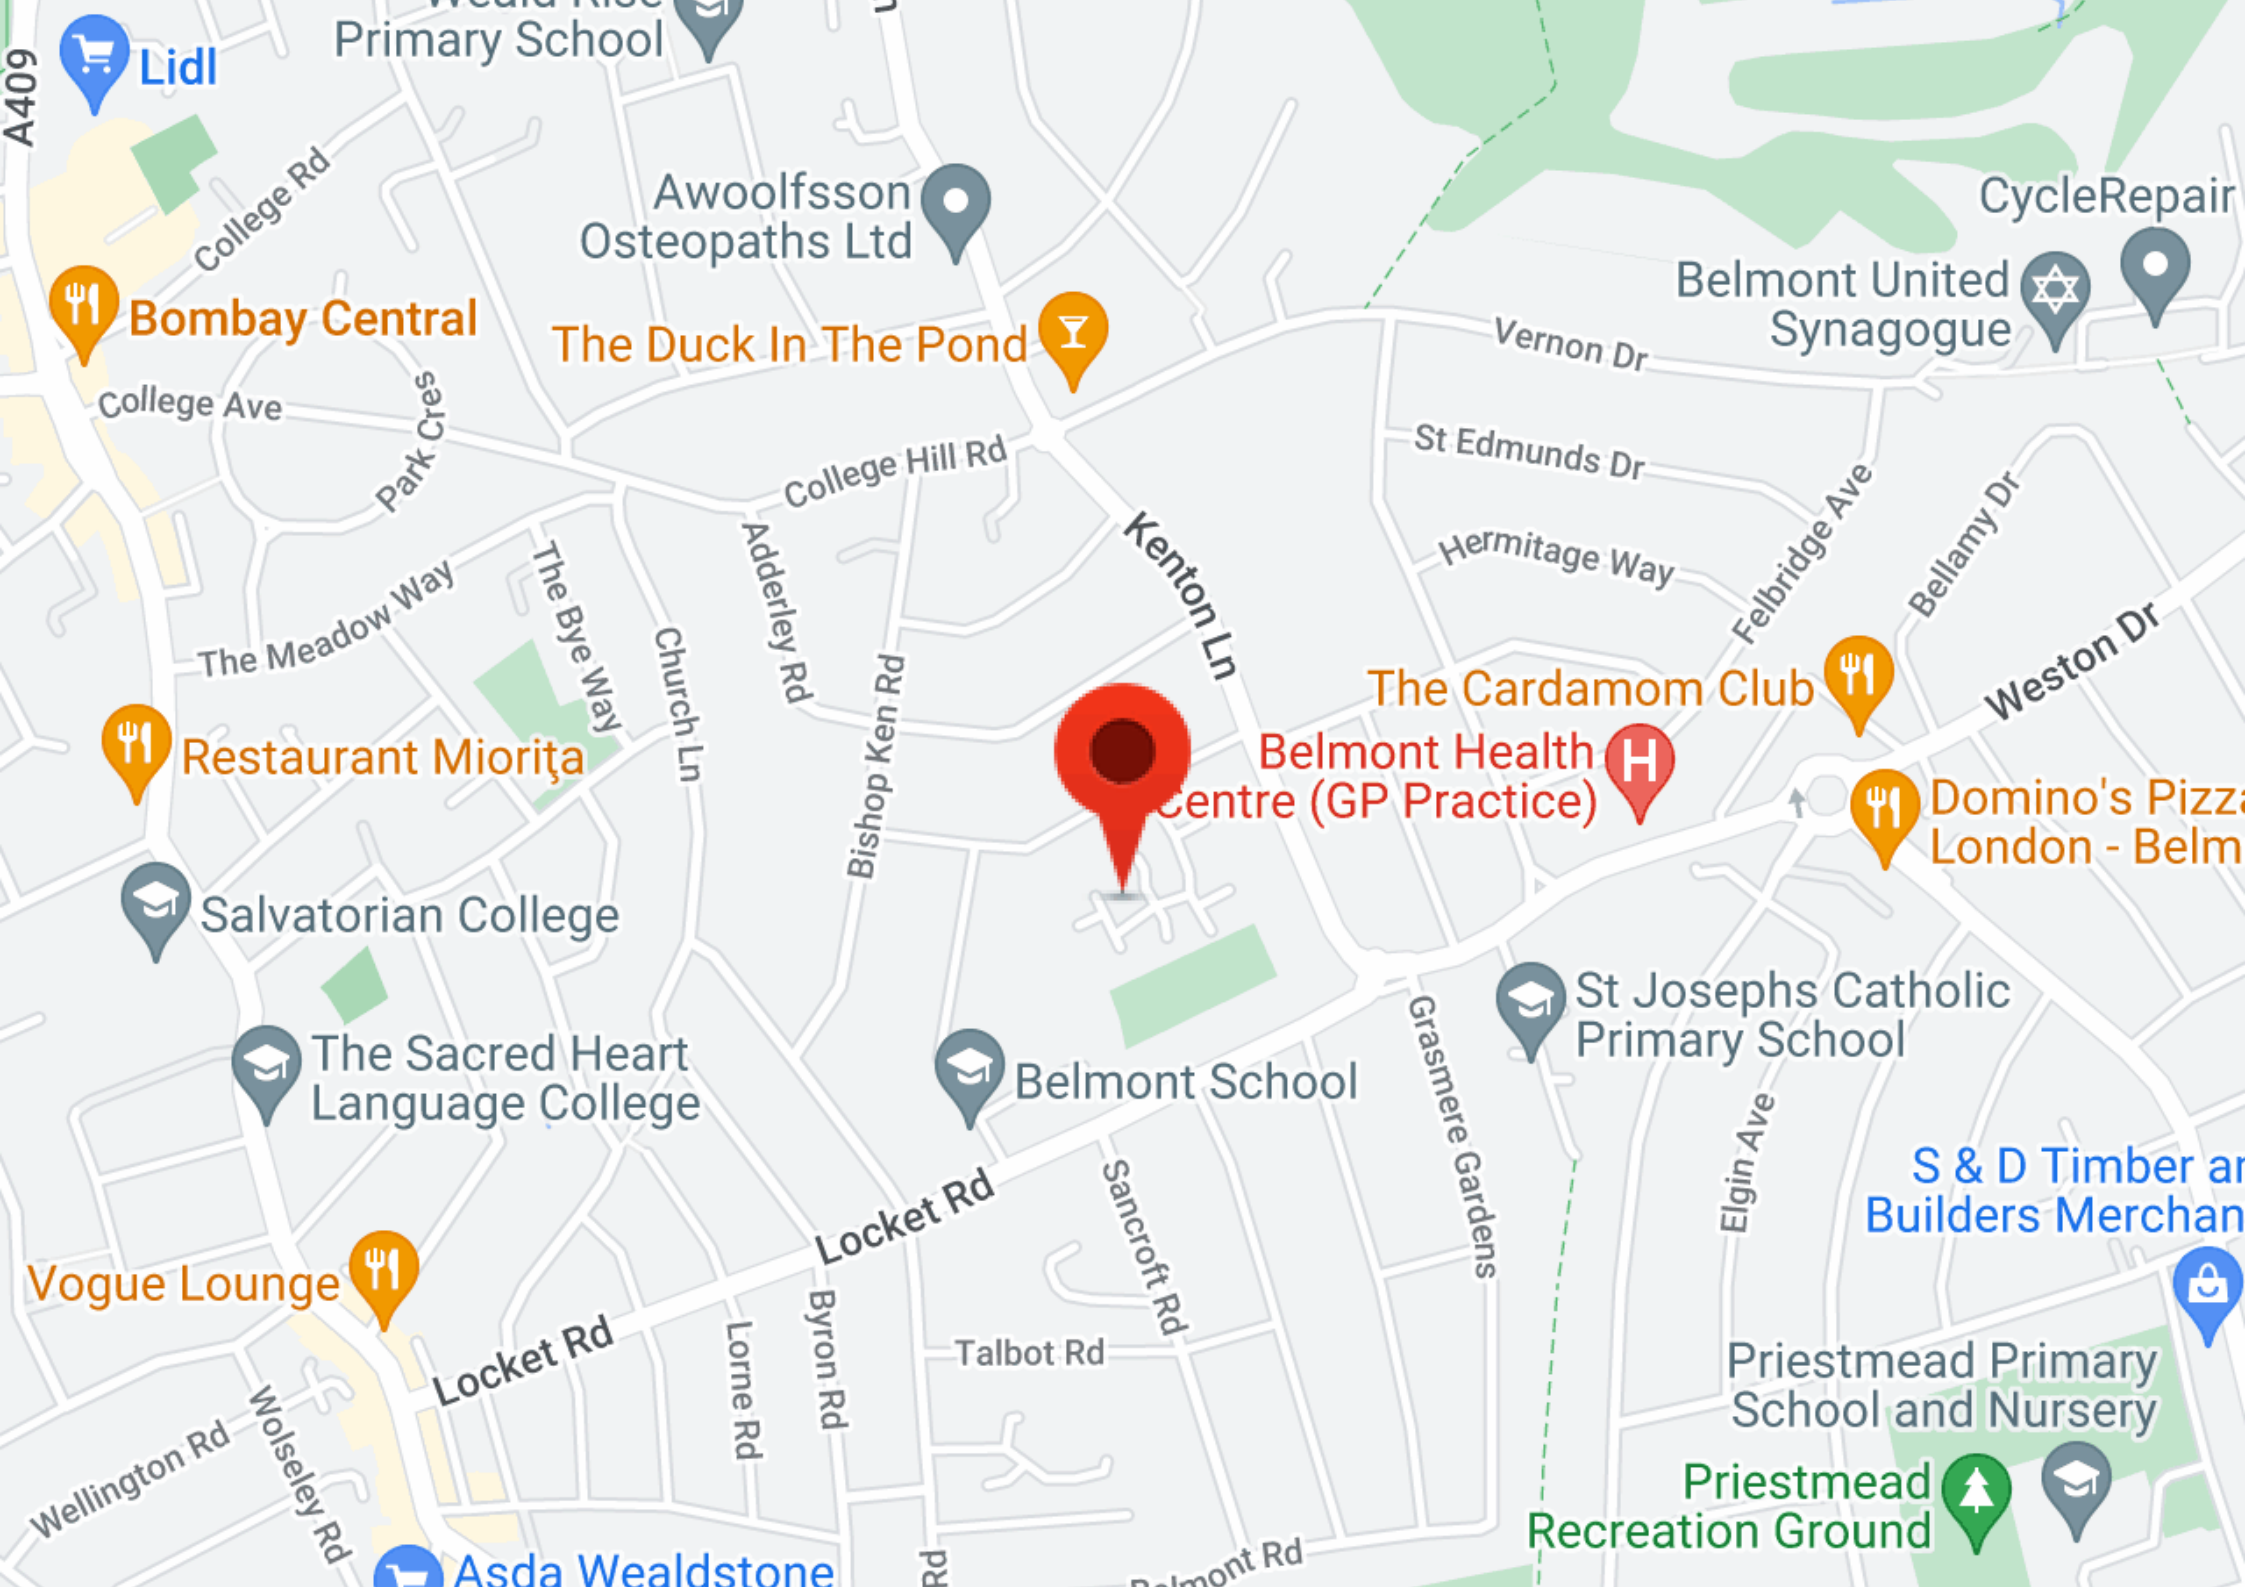 Weald Rise
Primary School
Lidl
A409
College Rd
Awoolfsson
Osteopaths Ltd
CycleRepair
Belmont United
Synagogue
Bombay Central
The Duck In The Pond
Vernon Dr
College Ave
Park Cres
College Hill Rd
St Edmunds Dr
Hermitage Way
Felbridge Ave
Bellamy Dr
Kenton Ln
The Meadow Way
The Bye Way
Church Ln
Adderley Rd
Bishop Ken Rd
Weston Dr
The Cardamom Club
Restaurant Miorița
Belmont Health
Centre (GP Practice)
H
Domino's Pizza
London - Belm
Salvatorian College
St Josephs Catholic
Primary School
Grasmere Gardens
The Sacred Heart
Language College
Belmont School
Elgin Ave
S & D Timber an
Builders Merchan
Locket Rd
Sancroft Rd
Vogue Lounge
Locket Rd
Lorne Rd
Byron Rd
Talbot Rd
Priestmead Primary
School and Nursery
Wellington Rd
Wolseley Rd
Priestmead
Recreation Ground
Asda Wealdstone
Rd
Belmont Rd